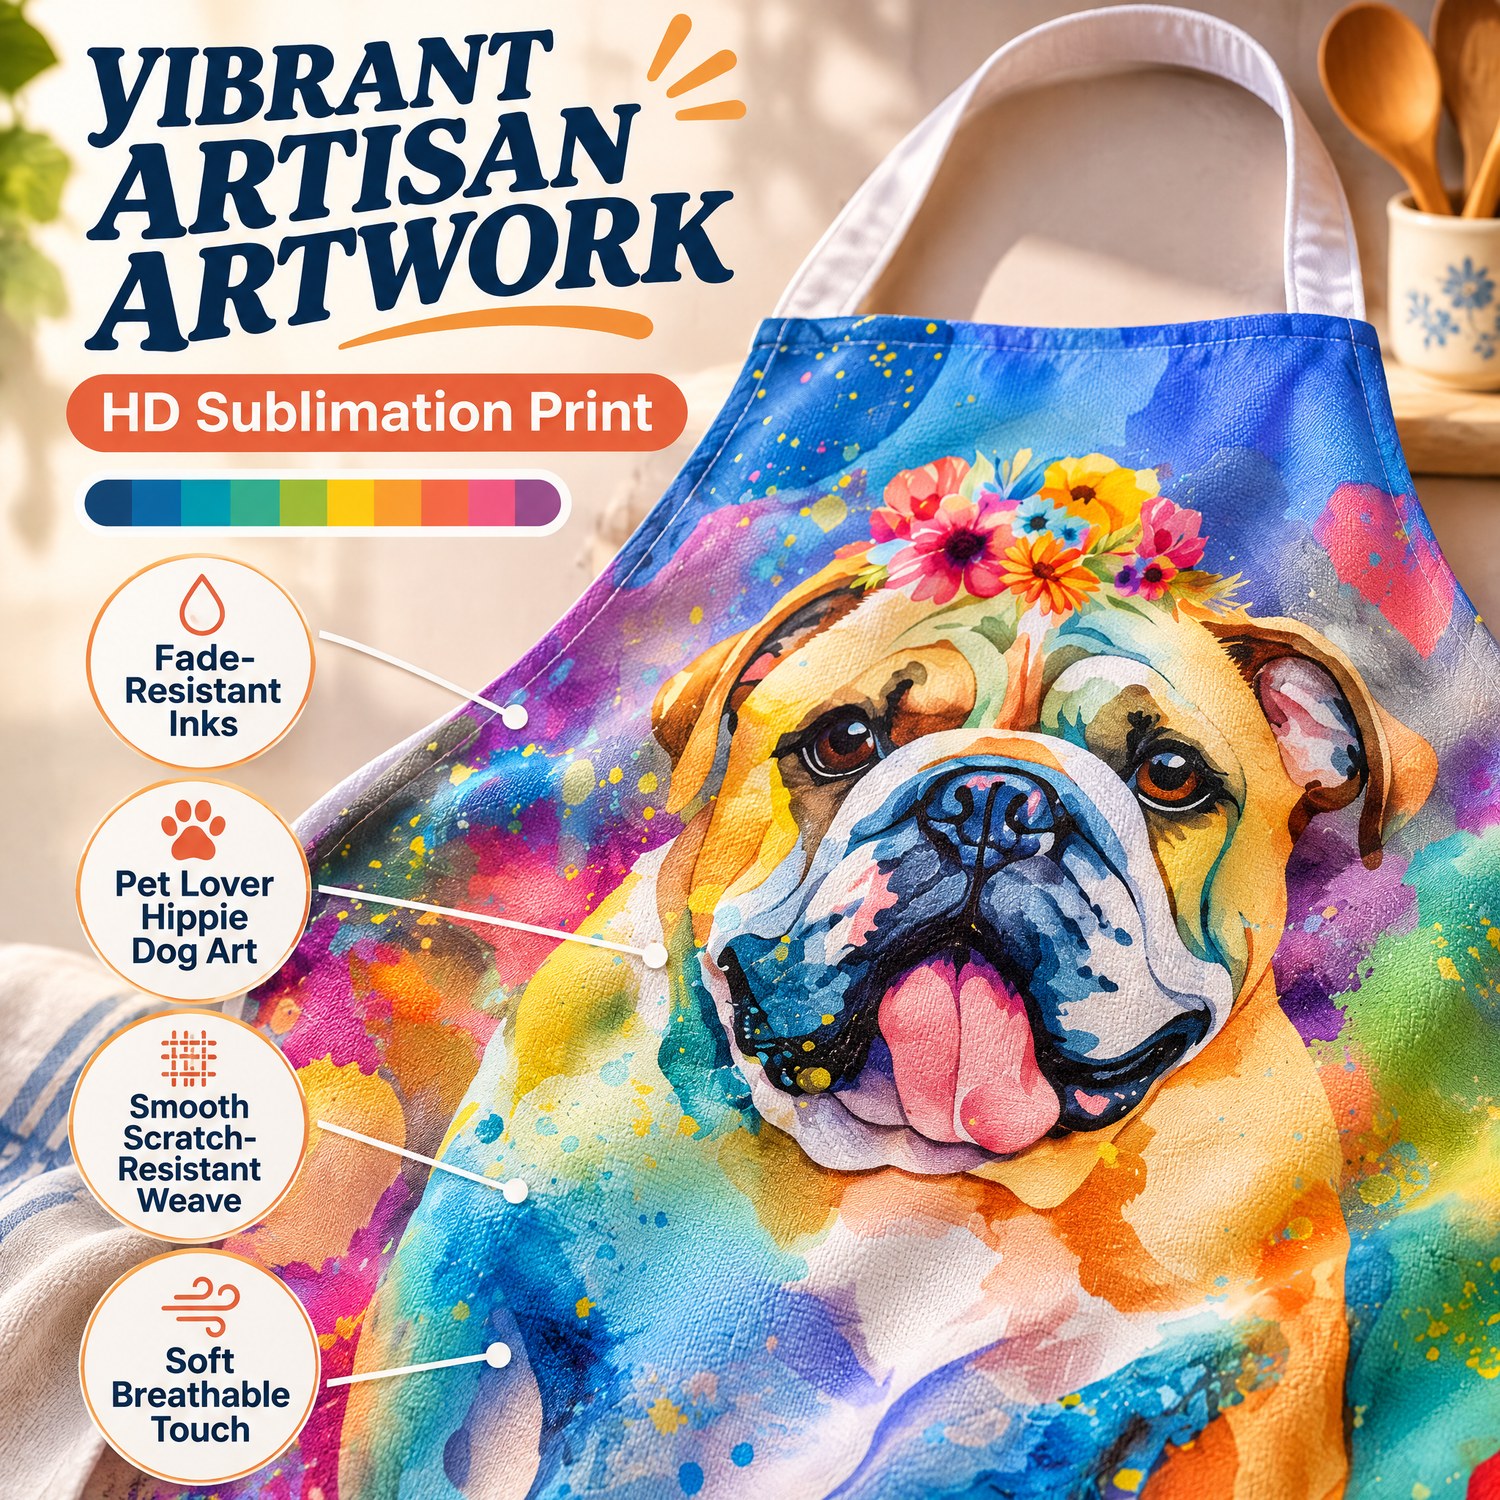 VIBRANT
ARTISAN
ARTWORK
HD Sublimation Print
Fade-
Resistant
Inks
Pet Lover
Hippie
Dog Art
Smooth
Scratch-
Resistant
Weave
Soft
Breathable
Touch